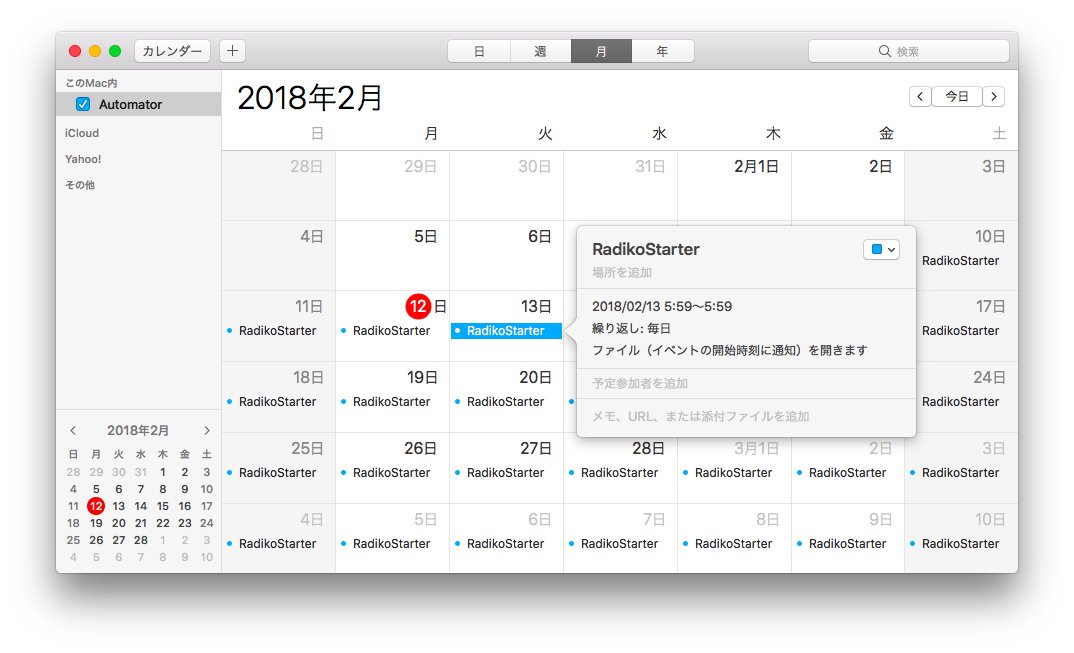 カレンダー ＋ 日 週 月 年 検索
このMac内
Automator
iCloud
Yahoo!
その他
2018年2月 今日
日 月 火 水 木 金 土
28日 29日 30日 31日 2月1日 2日 3日
4日 5日 6日 10日
RadikoStarter
11日 12日 13日 17日
RadikoStarter RadikoStarter RadikoStarter RadikoStarter
18日 19日 20日 24日
RadikoStarter RadikoStarter RadikoStarter RadikoStarter
25日 26日 27日 28日 3月1日 2日 3日
RadikoStarter RadikoStarter RadikoStarter RadikoStarter RadikoStarter RadikoStarter RadikoStarter
4日 5日 6日 7日 8日 9日 10日
RadikoStarter RadikoStarter RadikoStarter RadikoStarter RadikoStarter RadikoStarter RadikoStarter
RadikoStarter
場所を追加
2018/02/13 5:59〜5:59
繰り返し: 毎日
ファイル（イベントの開始時刻に通知）を開きます
予定参加者を追加
メモ、URL、または添付ファイルを追加
2018年2月
日 月 火 水 木 金 土
28 29 30 31 1 2 3
4 5 6 7 8 9 10
11 12 13 14 15 16 17
18 19 20 21 22 23 24
25 26 27 28 1 2 3
4 5 6 7 8 9 10